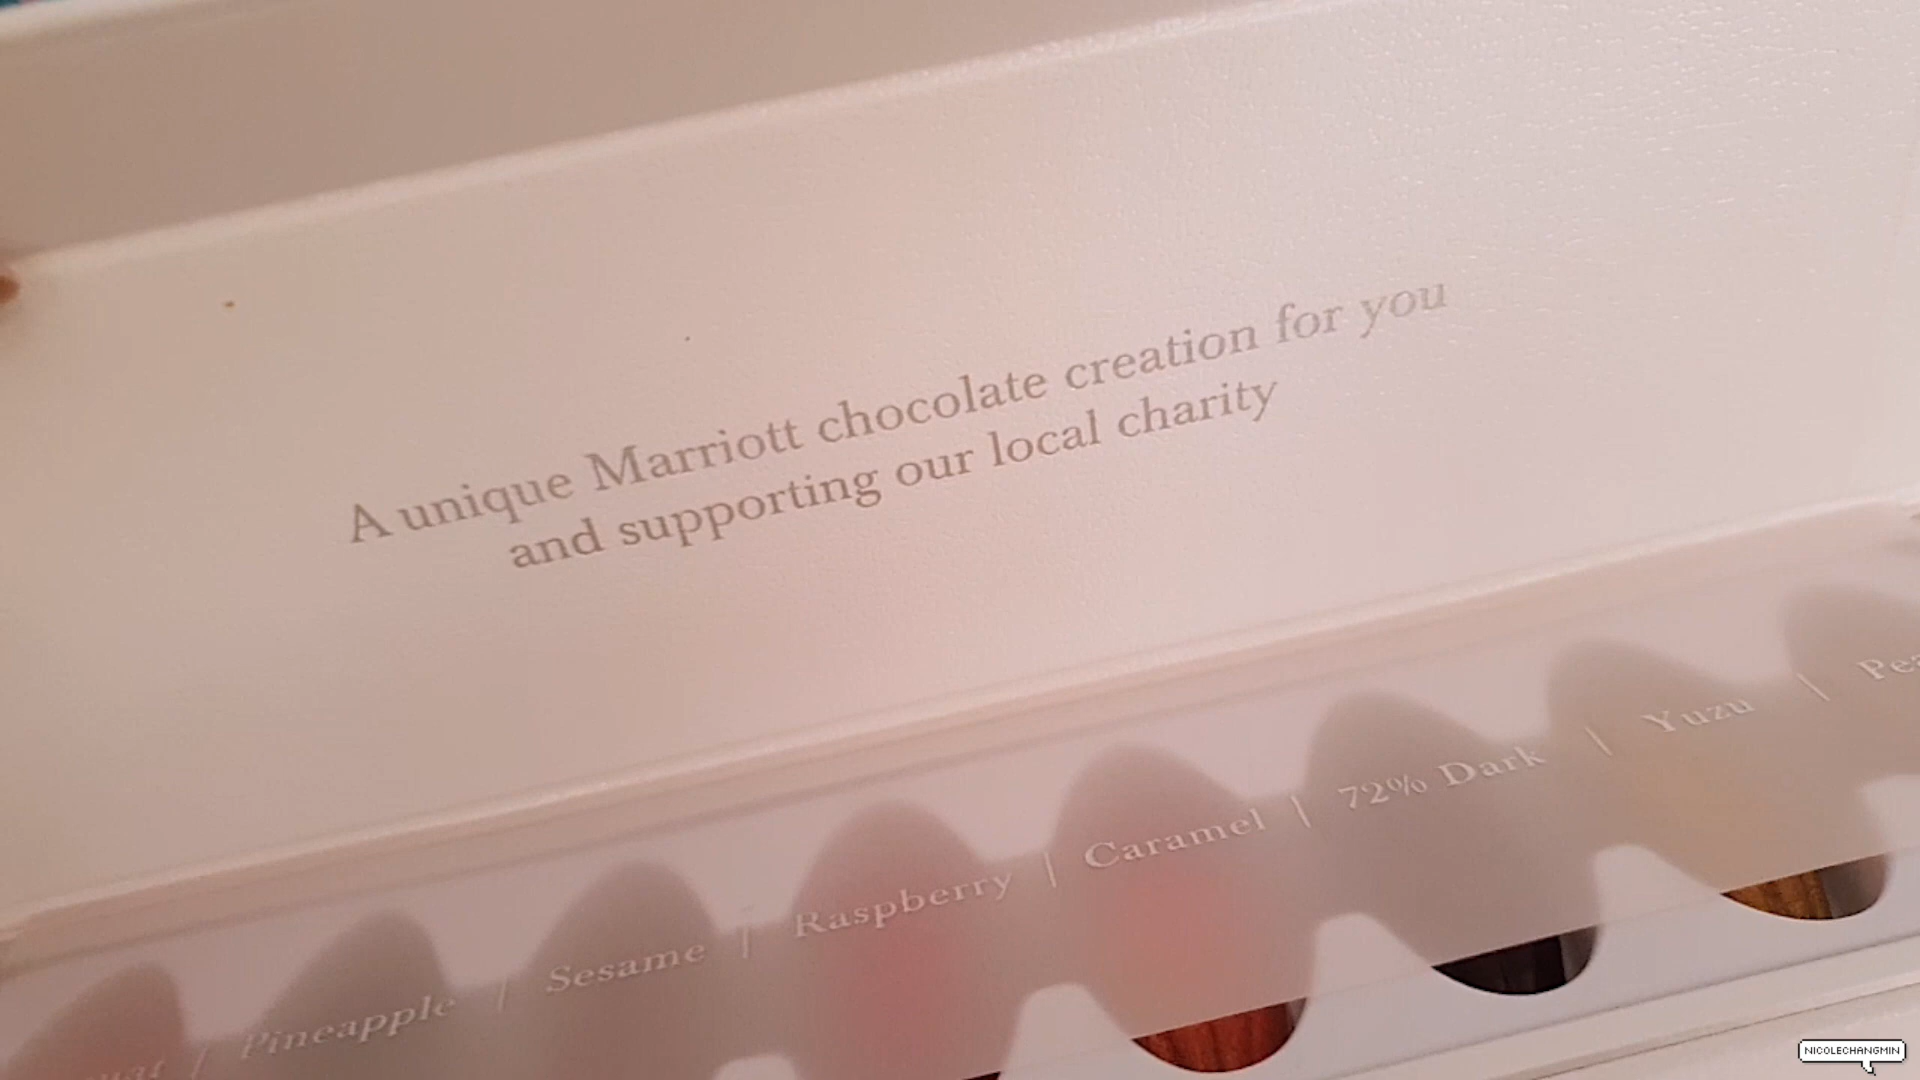 A unique Marriott chocolate creation for you
and supporting our local charity
Pineapple | Sesame | Raspberry | Caramel | 72% Dark | Yuzu |
NICOLECHANGMIN